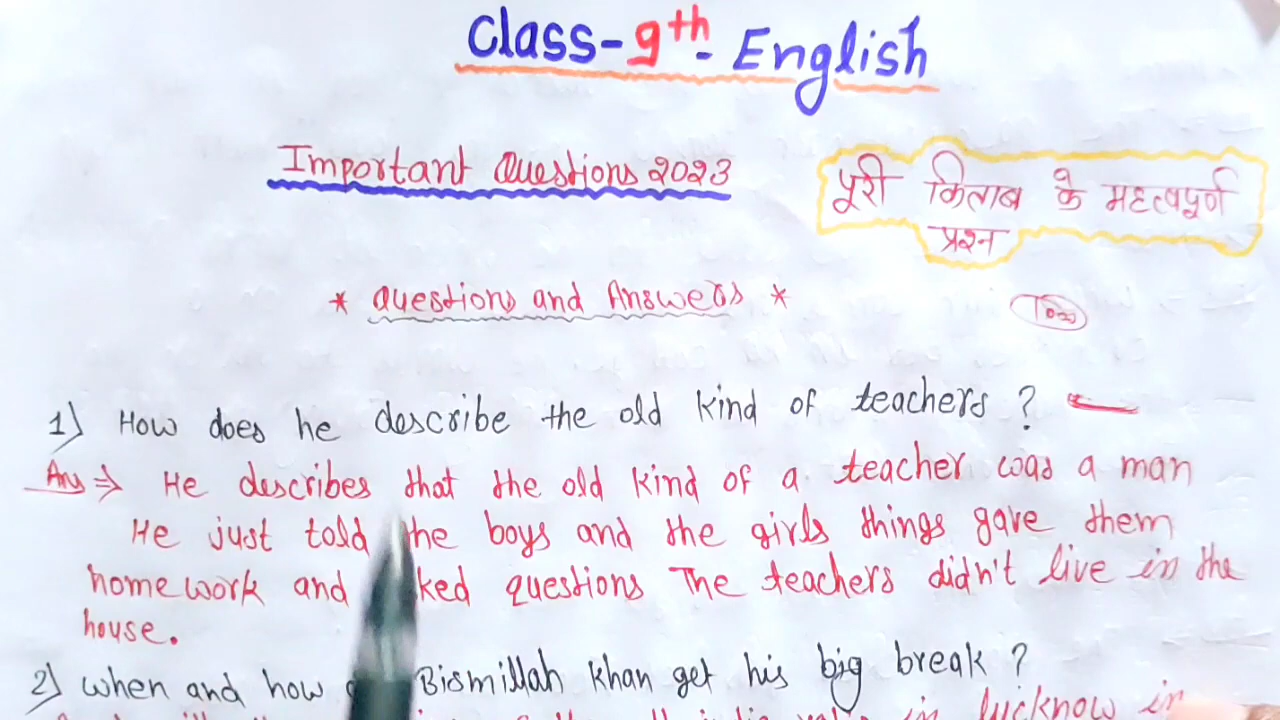 Class-9th- English
Important Questions 2023
पूरी किताब के महत्वपूर्ण
प्रश्न
* Questions and Answers *
1) How does he describe the old kind of teachers ?
Ans ⇒ He describes that the old kind of a teacher was a man
He just told the boys and the girls things gave them
homework and ked questions The teachers didn't live in the
house.
2) when and how Bismillah khan get his big break ?
in lucknow in